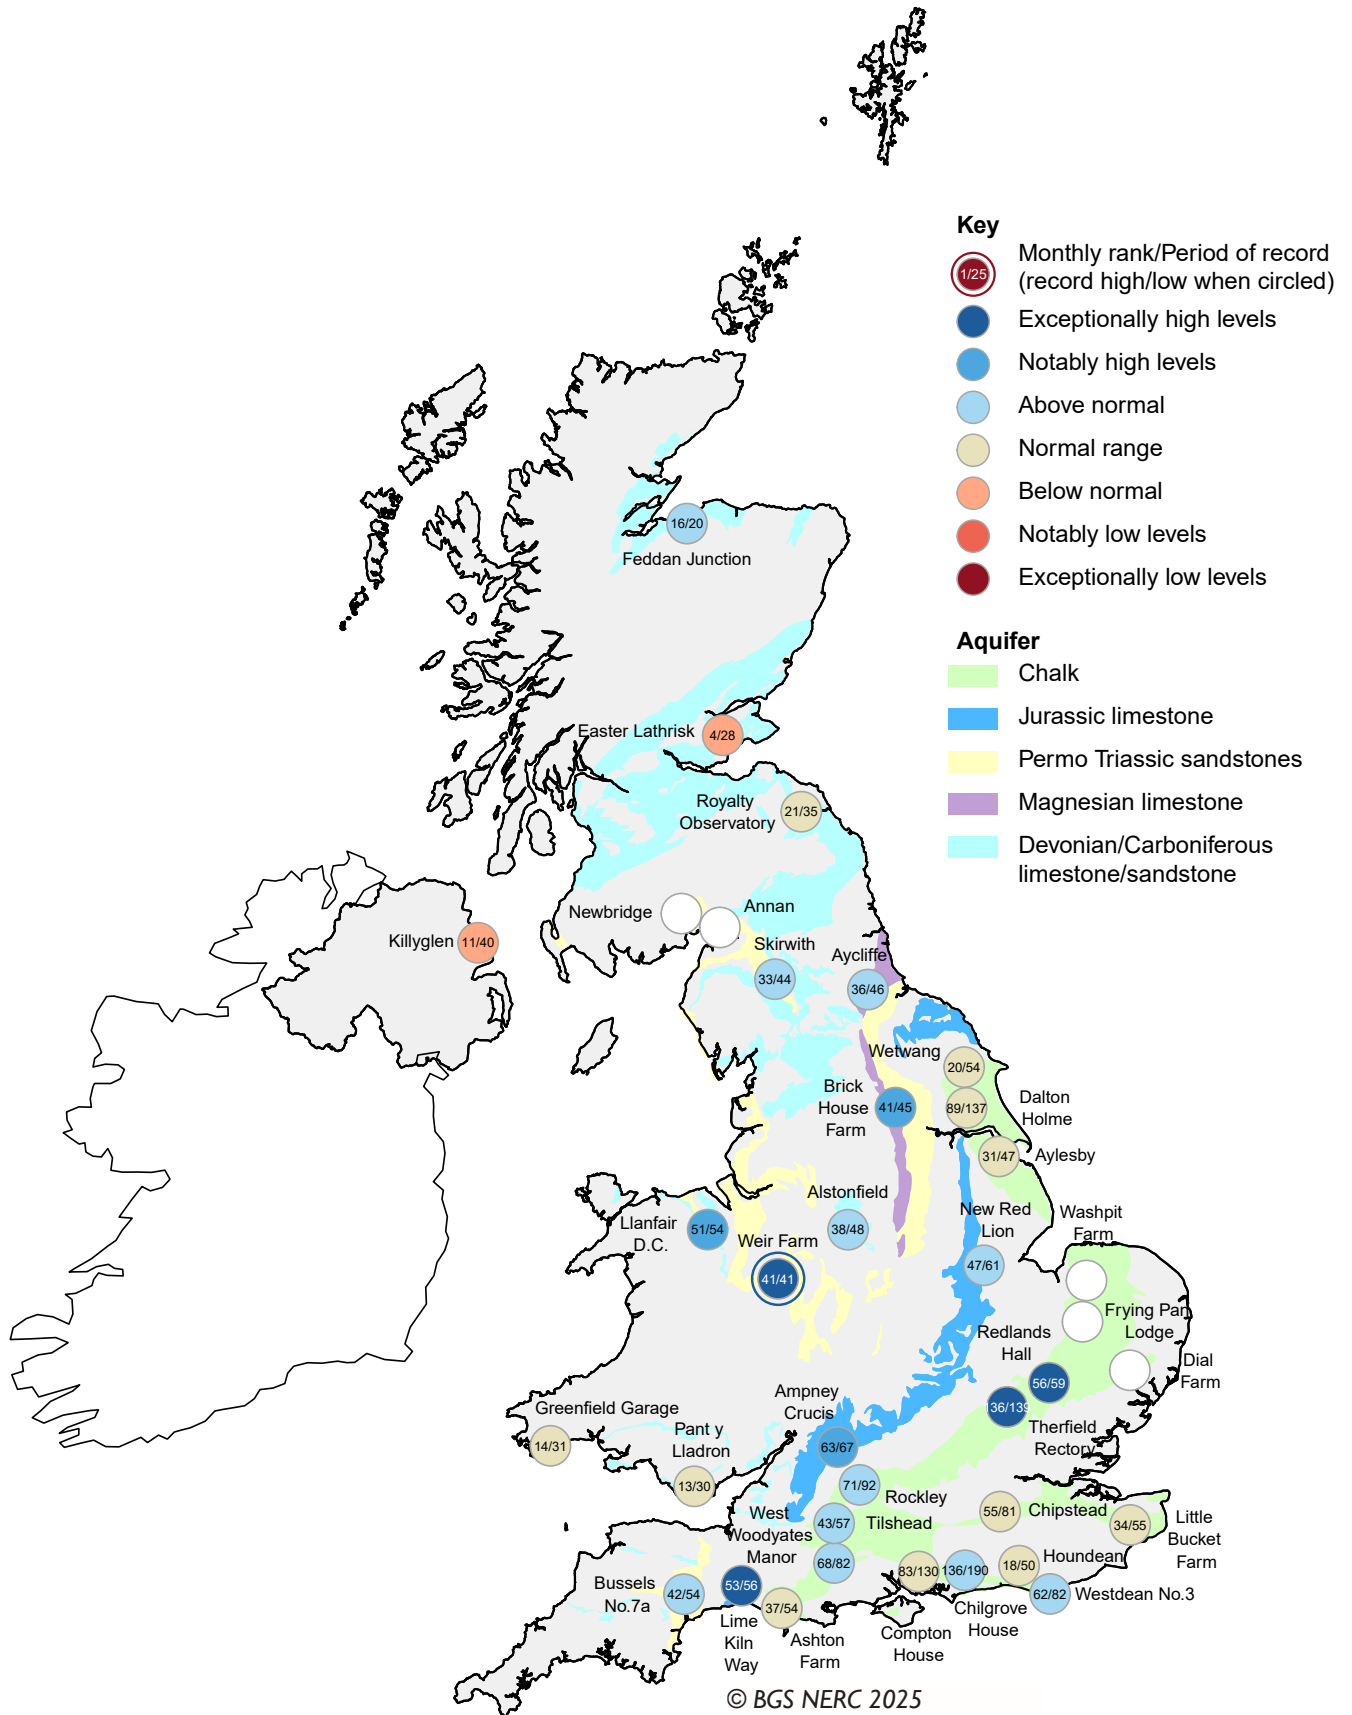 Key
1/25
Monthly rank/Period of record
(record high/low when circled)
Exceptionally high levels
Notably high levels
Above normal
Normal range
Below normal
Notably low levels
Exceptionally low levels
Aquifer
Chalk
Jurassic limestone
Permo Triassic sandstones
Magnesian limestone
Devonian/Carboniferous
limestone/sandstone
16/20
Feddan Junction
Easter Lathrisk
4/28
Royalty
Observatory
21/35
Newbridge
Annan
Killyglen
11/40
Skirwith
33/44
Aycliffe
36/46
Wetwang
20/54
Brick
House
Farm
41/45
89/137
Dalton
Holme
31/47
Aylesby
Alstonfield
38/48
Llanfair
D.C.
51/54
Weir Farm
41/41
New Red
Lion
47/61
Washpit
Farm
Frying Pan
Lodge
Redlands
Hall
56/59
Dial
Farm
136/139
Therfield
Rectory
Ampney
Crucis
63/67
Greenfield Garage
14/31
Pant y
Lladron
13/30
71/92
Rockley
West
Woodyates
Manor
43/57
Tilshead
68/82
55/81
Chipstead
34/55
Little
Bucket
Farm
Bussels
No.7a
42/54
53/56
Lime
Kiln
Way
37/54
Ashton
Farm
83/130
Compton
House
136/190
Chilgrove
House
18/50
Houndean
62/82
Westdean No.3
© BGS NERC 2025